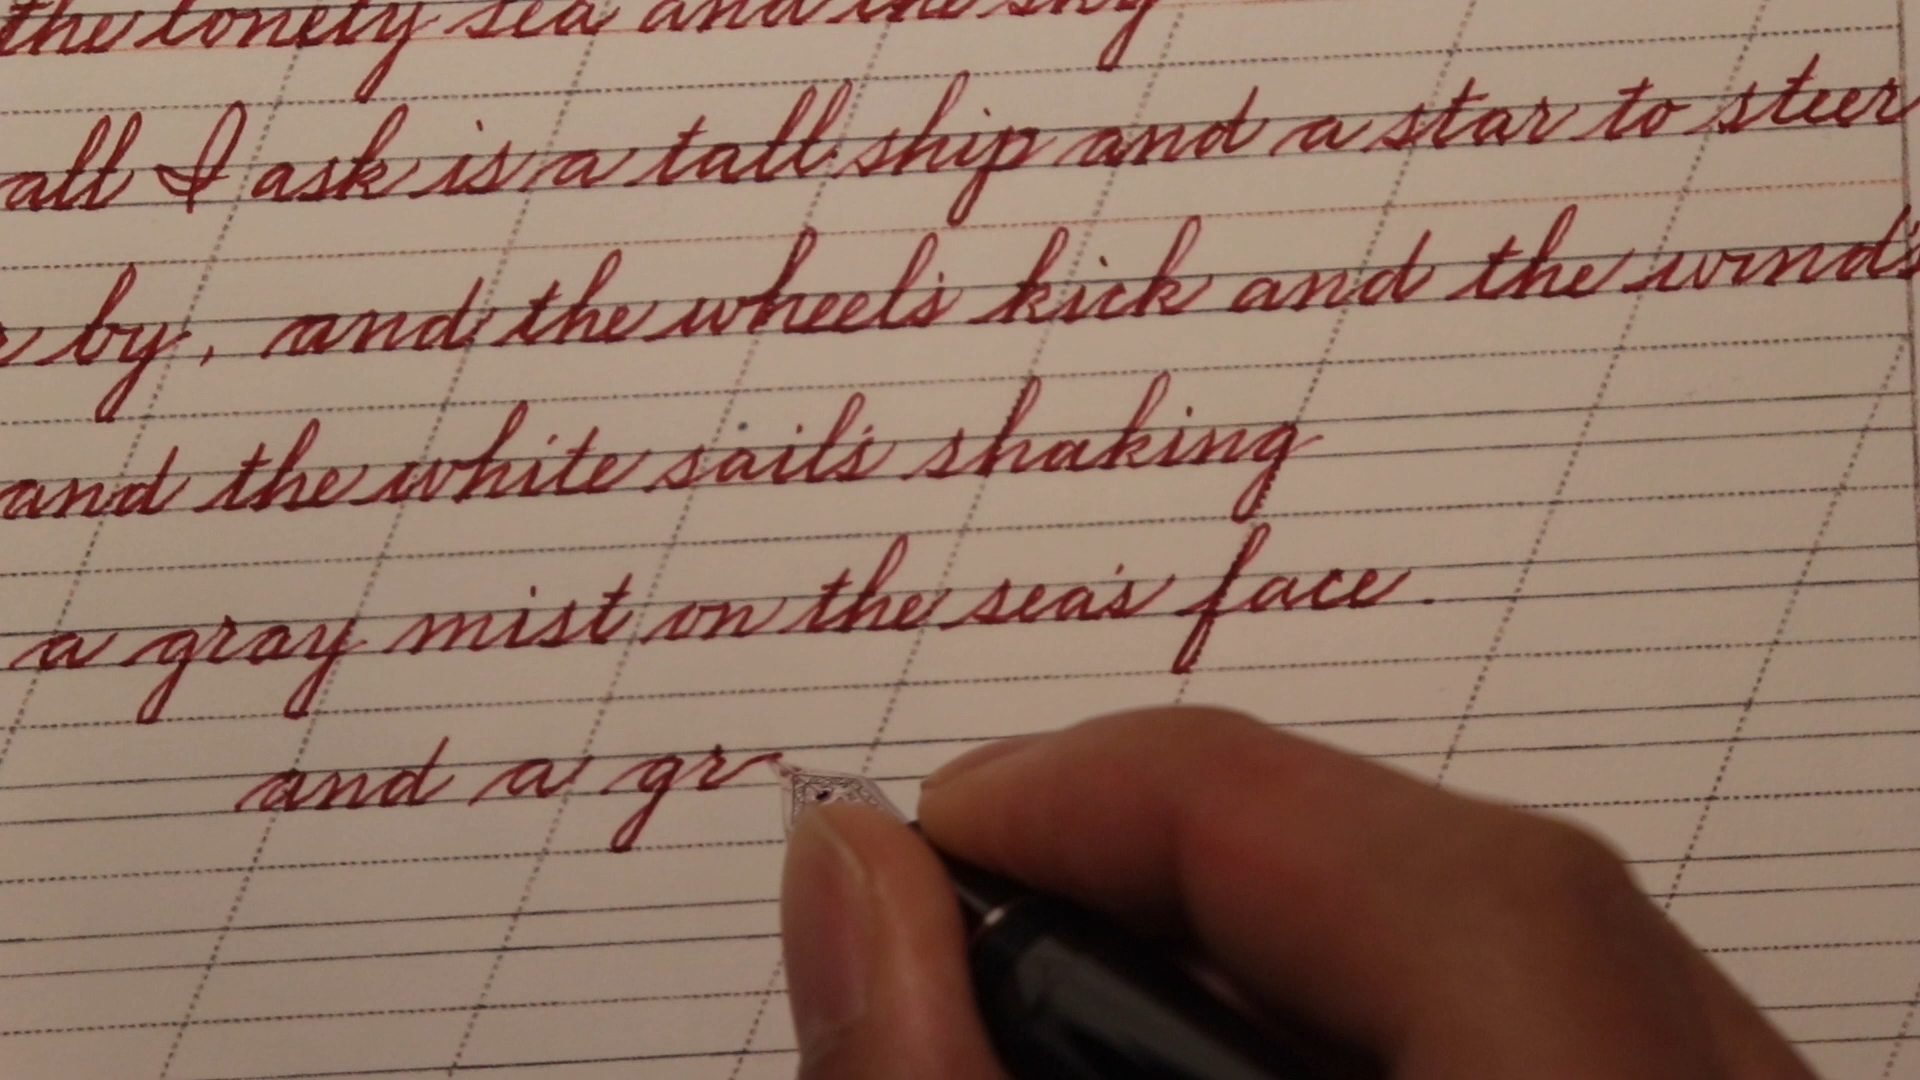 the lonely sea and the sky
all I ask is a tall ship and a star to steer
by, and the wheel's kick and the wind's
and the white sail's shaking
a gray mist on the sea's face.
and a gr